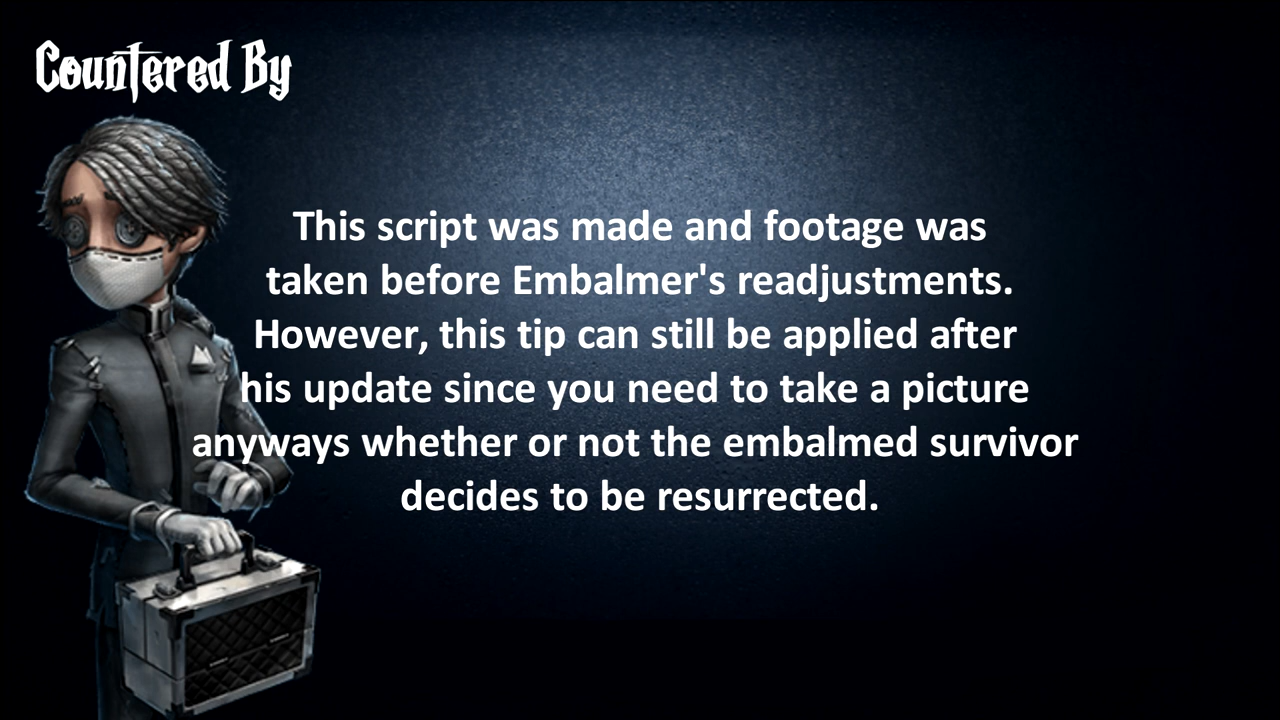 Countered By
This script was made and footage was
taken before Embalmer's readjustments.
However, this tip can still be applied after
his update since you need to take a picture
anyways whether or not the embalmed survivor
decides to be resurrected.